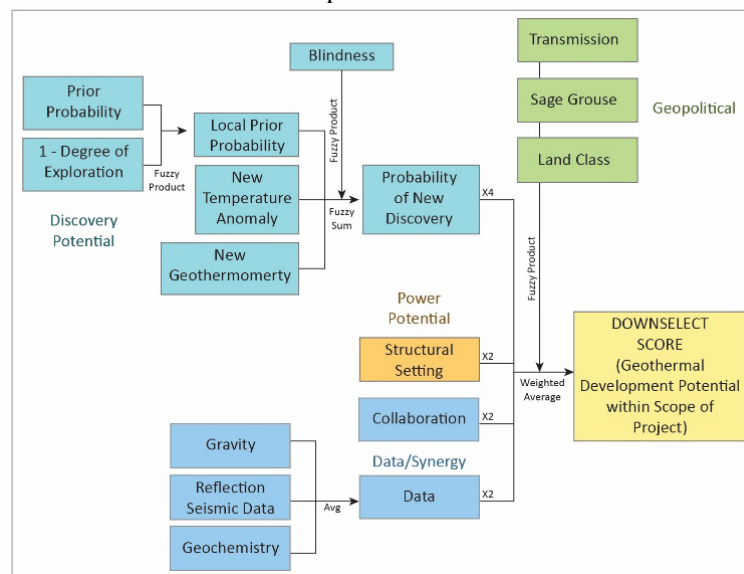 Transmission
Blindness
Sage Grouse
Geopolitical
Land Class
Prior
Probability
1 - Degree of
Exploration
Fuzzy
Product
Local Prior
Probability
Fuzzy Product
New
Temperature
Anomaly
Fuzzy
Sum
Probability
of New
Discovery
X4
New
Geothermomerty
Discovery
Potential
Fuzzy Product
Power
Potential
Structural
Setting
X2
Weighted
Average
DOWNSELECT
SCORE
(Geothermal
Development Potential
within Scope of
Project)
Collaboration
X2
Data/Synergy
Gravity
Reflection
Seismic Data
Geochemistry
Avg
Data
X2